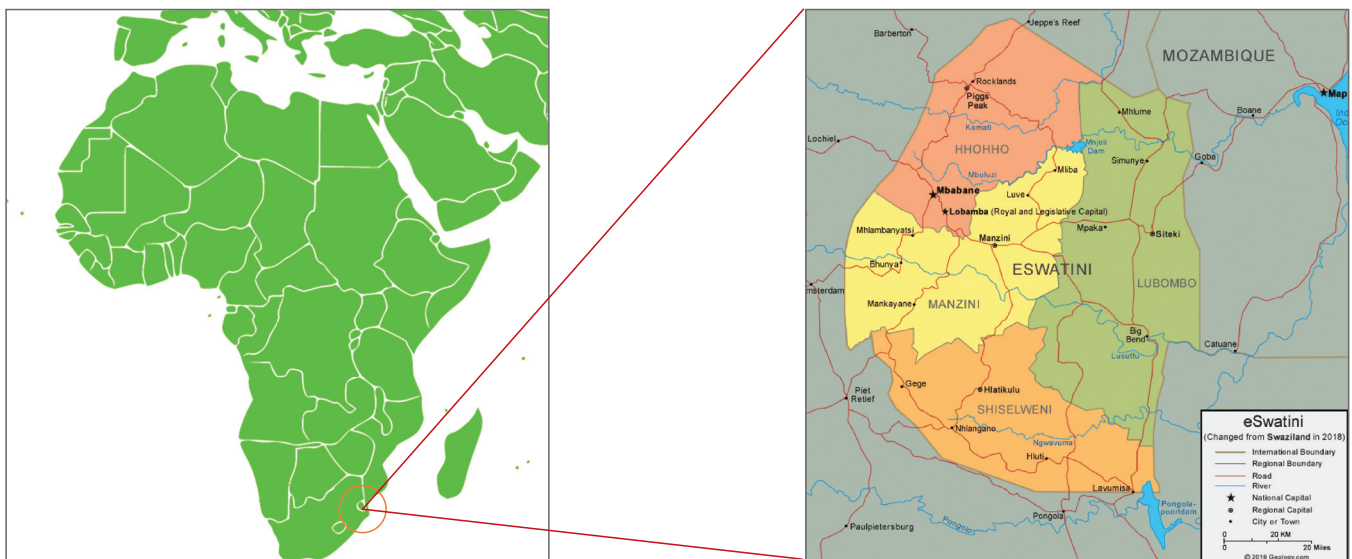 Jeppe's Reef
Barberton
MOZAMBIQUE
Rocklands
Piggs
Peak
Map
Mhlume
Boane
Komati
Lochiel
HHOHHO
Mnjoli
Dam
Simunye
Goba
Mbuluzi
Mliba
Mbabane
Luve
Lobamba (Royal and Legislative Capital)
Mpaka
Siteki
Mhlambanyatsi
Manzini
Bhunya
ESWATINI
LUBOMBO
msterdam
Mankayane
MANZINI
Big
Bend
Lusutfu
Catuane
Gege
Hlatikulu
Piet
Retief
SHISELWENI
Nhlangano
Ngwavuma
Hluti
Lavumisa
Pongola
Pongola-
poortdam
Pongolo
Paulpietersburg
eSwatini
(Changed from Swaziland in 2018)
International Boundary
Regional Boundary
Road
River
National Capital
Regional Capital
City or Town
0 20 KM
0 20 Miles
© 2018 Geology.com